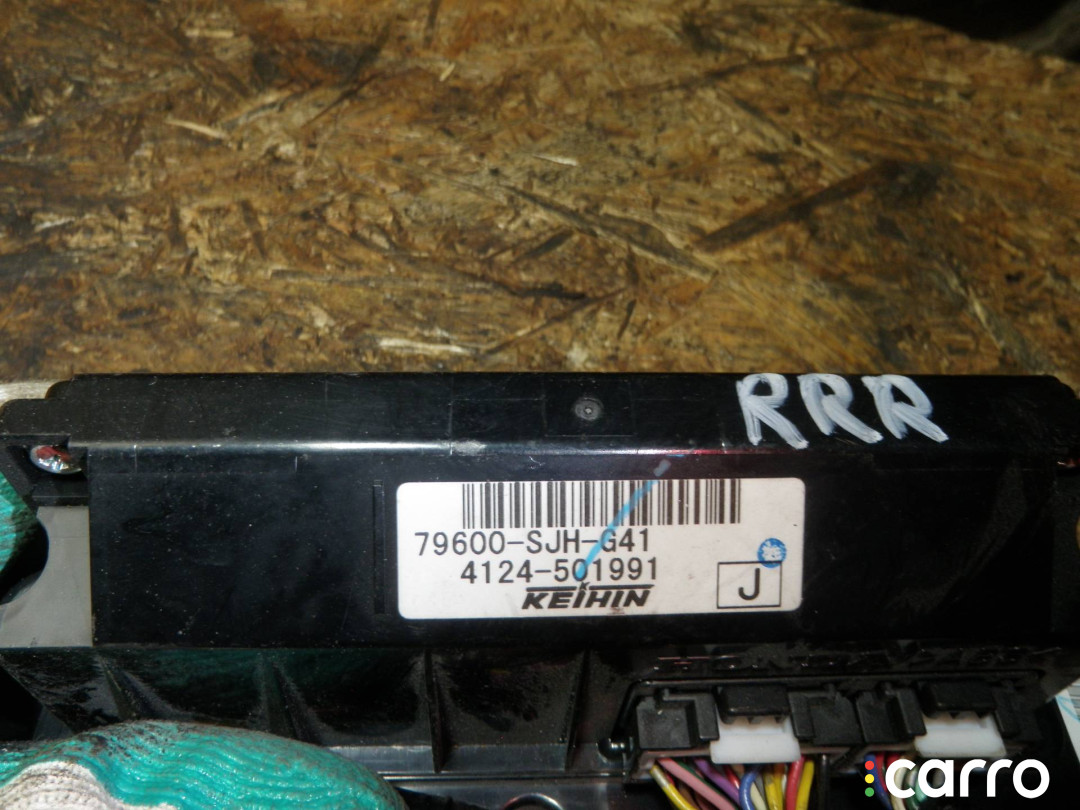 RRR
79600-SJH-G41
4124-501991
KEIHIN
J
carro